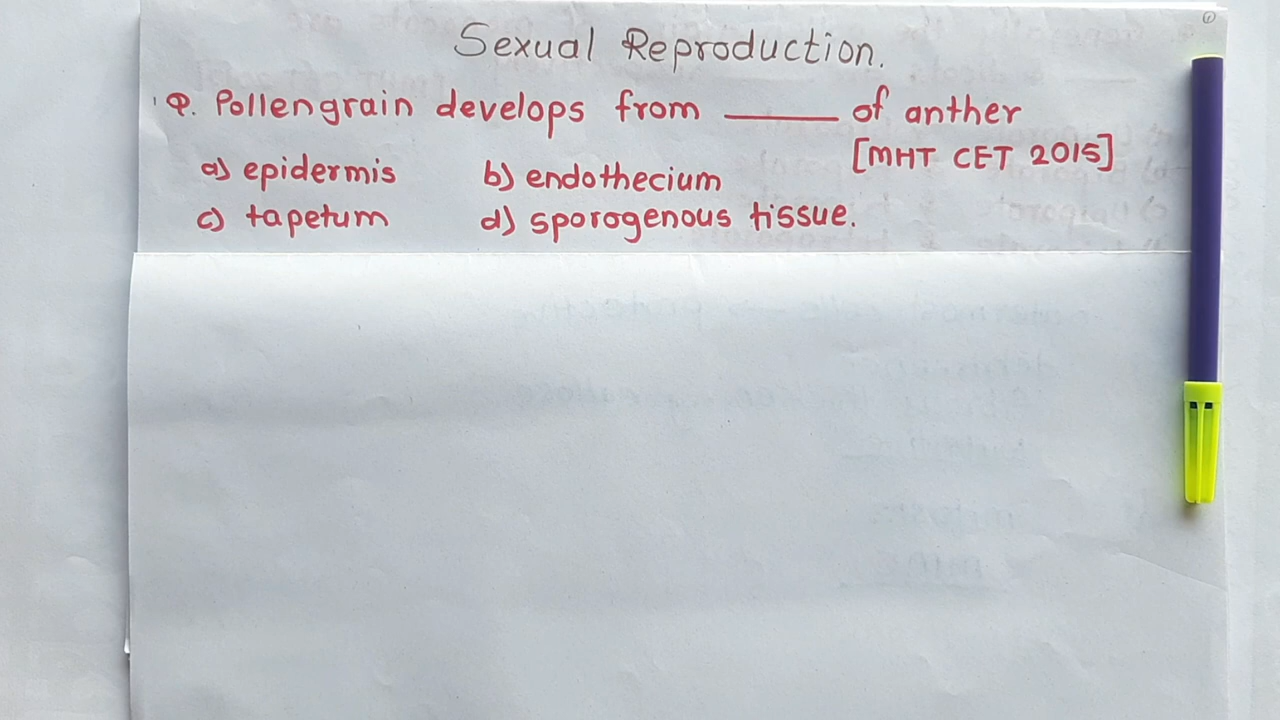 Sexual Reproduction.
Q. Pollengrain develops from ______ of anther
[MHT CET 2015]
a) epidermis b) endothecium
c) tapetum d) sporogenous tissue.